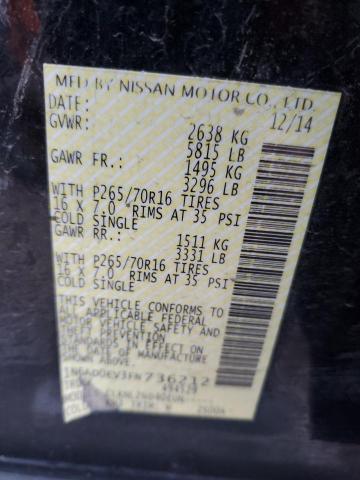 MFD BY NISSAN MOTOR CO., LTD.
DATE: 12/14
GVWR: 2638 KG
5815 LB
GAWR FR.: 1495 KG
3296 LB
WITH P265/70R16 TIRES
16 X 7.0 RIMS AT 35 PSI
COLD SINGLE
GAWR RR.: 1511 KG
3331 LB
WITH P265/70R16 TIRES
16 X 7.0 RIMS AT 35 PSI
COLD SINGLE
THIS VEHICLE CONFORMS TO
ALL APPLICABLE FEDERAL
MOTOR VEHICLE SAFETY AND
THEFT PREVENTION
STANDARDS IN EFFECT ON
THE DATE OF MANUFACTURE
SHOWN ABOVE.
1N6AD0EV3FN736212
TRUCK
TRIM: